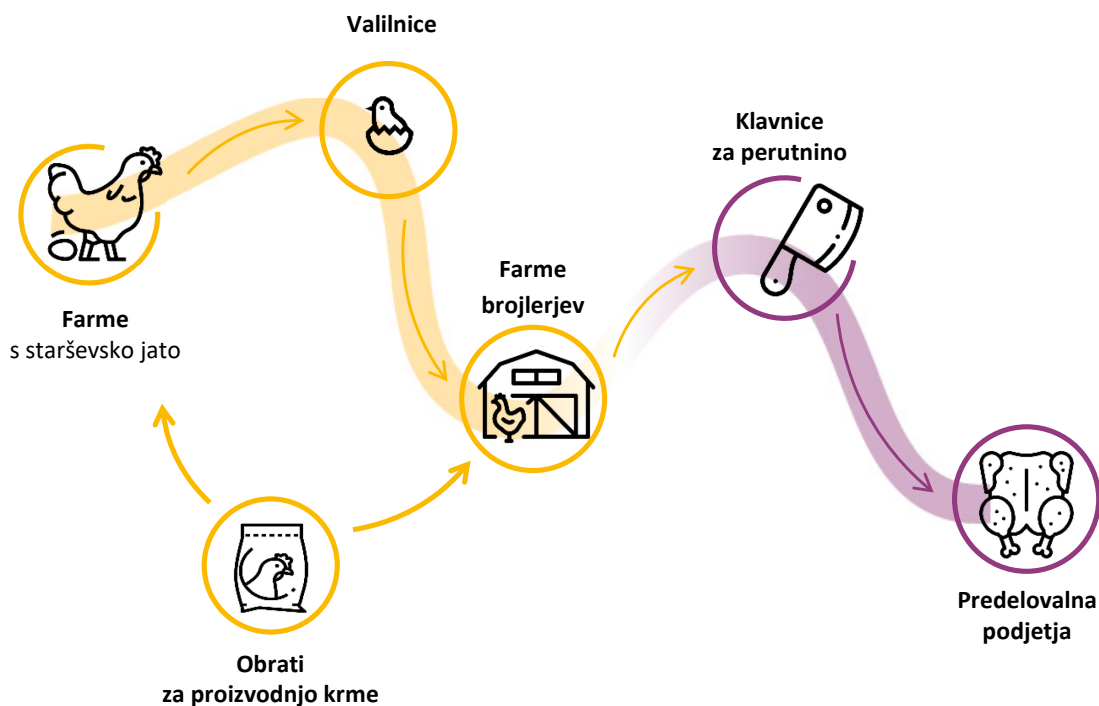 Valilnice
Klavnice
za perutnino
Farme
brojlerjev
Farme
s starševsko jato
Predelovalna
podjetja
Obrati
za proizvodnjo krme